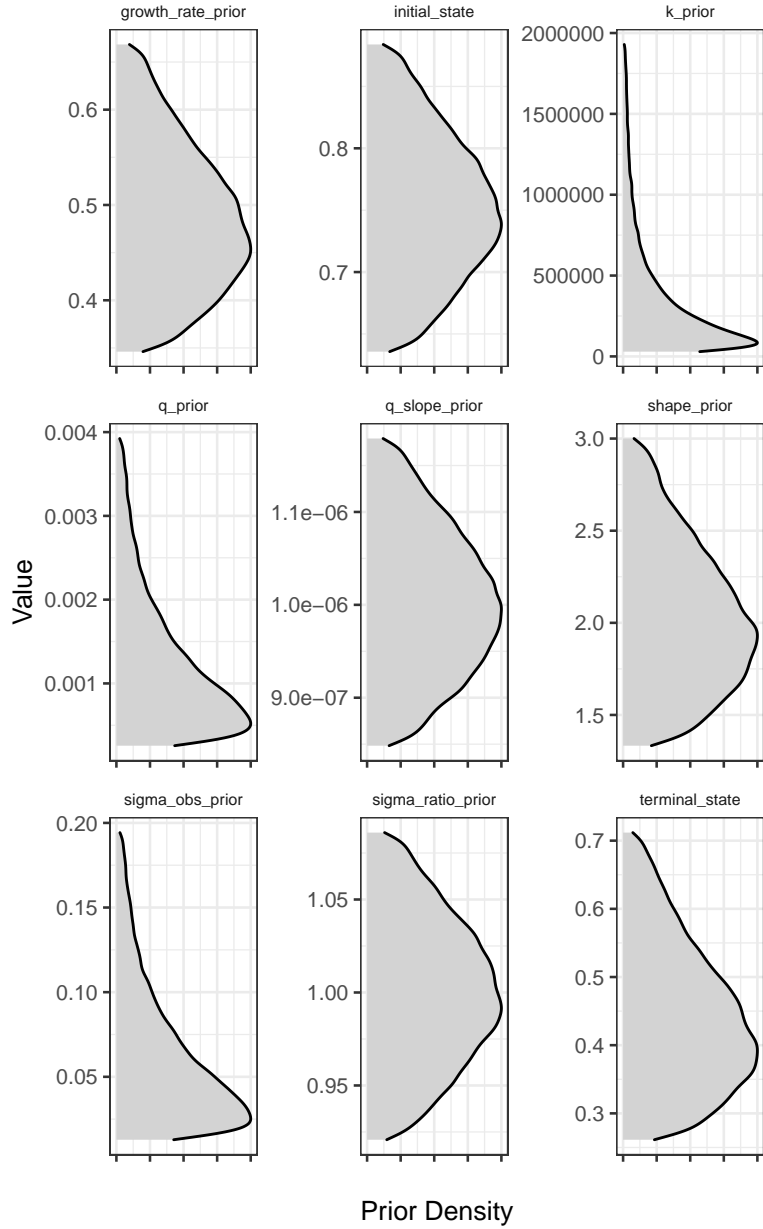 growth_rate_prior
initial_state
k_prior
0.6
0.5
0.4
0.8
0.7
2000000
1500000
1000000
500000
0
q_prior
q_slope_prior
shape_prior
0.004
0.003
0.002
0.001
1.1e−06
1.0e−06
9.0e−07
3.0
2.5
2.0
1.5
Value
sigma_obs_prior
sigma_ratio_prior
terminal_state
0.20
0.15
0.10
0.05
1.05
1.00
0.95
0.7
0.6
0.5
0.4
0.3
Prior Density